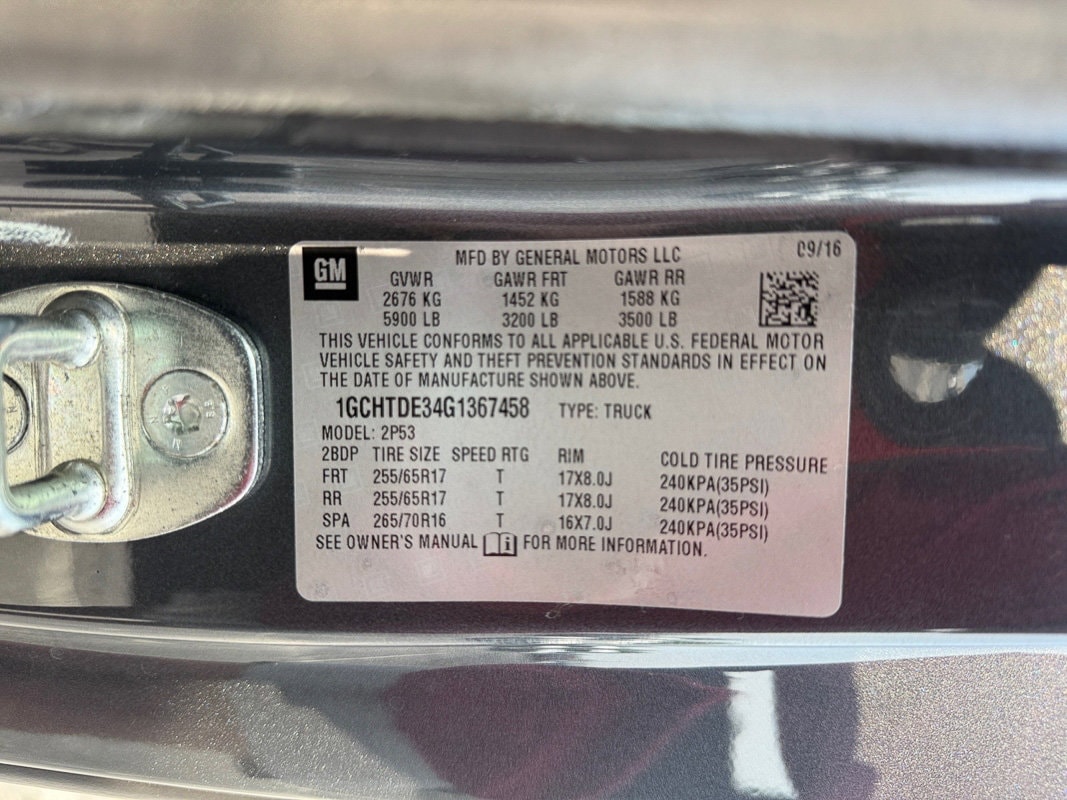 GM
MFD BY GENERAL MOTORS LLC 09/16
GVWR GAWR FRT GAWR RR
2676 KG 1452 KG 1588 KG
5900 LB 3200 LB 3500 LB
THIS VEHICLE CONFORMS TO ALL APPLICABLE U.S. FEDERAL MOTOR
VEHICLE SAFETY AND THEFT PREVENTION STANDARDS IN EFFECT ON
THE DATE OF MANUFACTURE SHOWN ABOVE.
1GCHTDE34G1367458 TYPE: TRUCK
MODEL: 2P53
2BDP TIRE SIZE SPEED RTG RIM COLD TIRE PRESSURE
FRT 255/65R17 T 17X8.0J 240KPA(35PSI)
RR 255/65R17 T 17X8.0J 240KPA(35PSI)
SPA 265/70R16 T 16X7.0J 240KPA(35PSI)
SEE OWNER'S MANUAL FOR MORE INFORMATION.